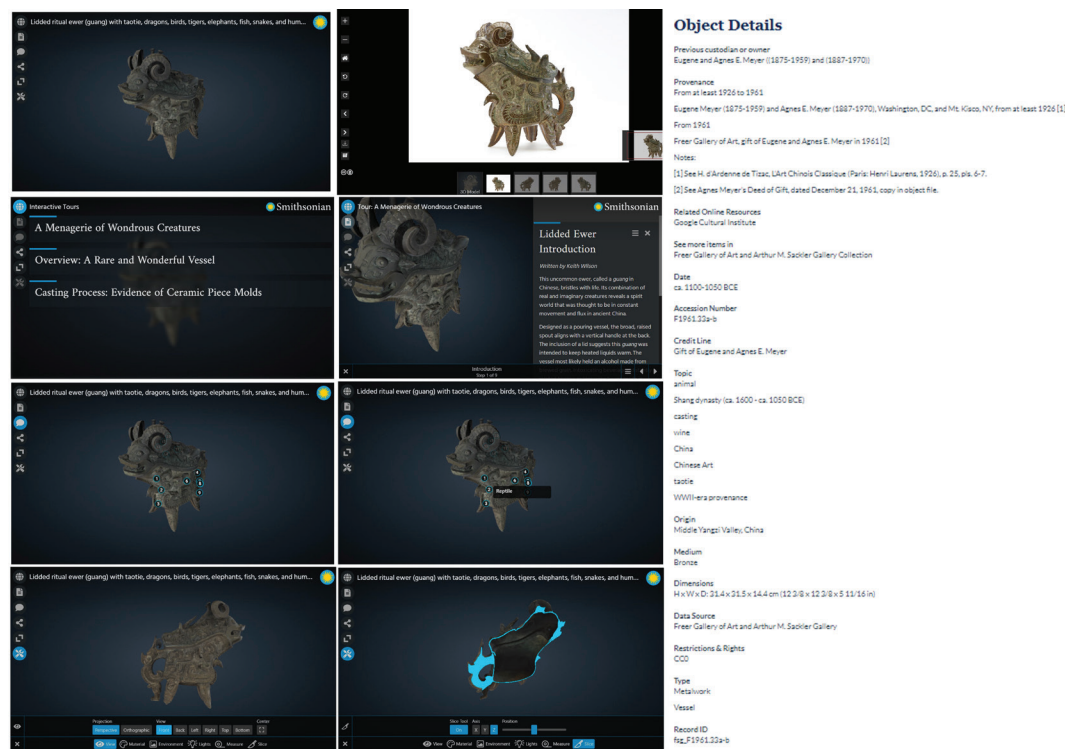 Lidded ritual ewer (guang) with taotie, dragons, birds, tigers, elephants, fish, snakes, and hum...
3D Model
Interactive Tours
Smithsonian
A Menagerie of Wondrous Creatures
Overview: A Rare and Wonderful Vessel
Casting Process: Evidence of Ceramic Piece Molds
Tour: A Menagerie of Wondrous Creatures
Smithsonian
Lidded Ewer
Introduction
Written by Keith Wilson
This uncommon ewer, called a guang in
Chinese, bristles with life. Its combination of
real and imaginary creatures reveals a spirit
world that was thought to be in constant
movement and flux in ancient China.
Designed as a pouring vessel, the broad, raised
spout aligns with a vertical handle at the back.
The inclusion of a lid suggests this guang was
intended to keep heated liquids warm. The
vessel most likely held an alcohol made from
Introduction
Step 1 of 9
Lidded ritual ewer (guang) with taotie, dragons, birds, tigers, elephants, fish, snakes, and hum...
Lidded ritual ewer (guang) with taotie, dragons, birds, tigers, elephants, fish, snakes, and hum...
Reptile
Lidded ritual ewer (guang) with taotie, dragons, birds, tigers, elephants, fish, snakes, and hum...
Projection
View
Center
Perspective Orthographic Front Back Left Right Top Bottom
View Material Environment Lights Measure Slice
Lidded ritual ewer (guang) with taotie, dragons, birds, tigers, elephants, fish, snakes, and hum...
Slice Tool Axis Position
On X Y Z
View Material Environment Lights Measure Slice
Object Details
Previous custodian or owner
Eugene and Agnes E. Meyer ((1875-1959) and (1887-1970))
Provenance
From at least 1926 to 1961
Eugene Meyer (1875-1959) and Agnes E. Meyer (1887-1970), Washington, DC, and Mt. Kisco, NY, from at least 1926 [1]
From 1961
Freer Gallery of Art, gift of Eugene and Agnes E. Meyer in 1961 [2]
Notes:
[1] See H. d'Ardenne de Tizac, L'Art Chinois Classique (Paris: Henri Laurens, 1926), p. 25, pls. 6-7.
[2] See Agnes Meyer's Deed of Gift, dated December 21, 1961, copy in object file.
Related Online Resources
Google Cultural Institute
See more items in
Freer Gallery of Art and Arthur M. Sackler Gallery Collection
Date
ca. 1100-1050 BCE
Accession Number
F1961.33a-b
Credit Line
Gift of Eugene and Agnes E. Meyer
Topic
animal
Shang dynasty (ca. 1600 - ca. 1050 BCE)
casting
wine
China
Chinese Art
taotie
WWII-era provenance
Origin
Middle Yangzi Valley, China
Medium
Bronze
Dimensions
H x W x D: 31.4 x 31.5 x 14.4 cm (12 3/8 x 12 3/8 x 5 11/16 in)
Data Source
Freer Gallery of Art and Arthur M. Sackler Gallery
Restrictions & Rights
CC0
Type
Metalwork
Vessel
Record ID
fsg_F1961.33a-b